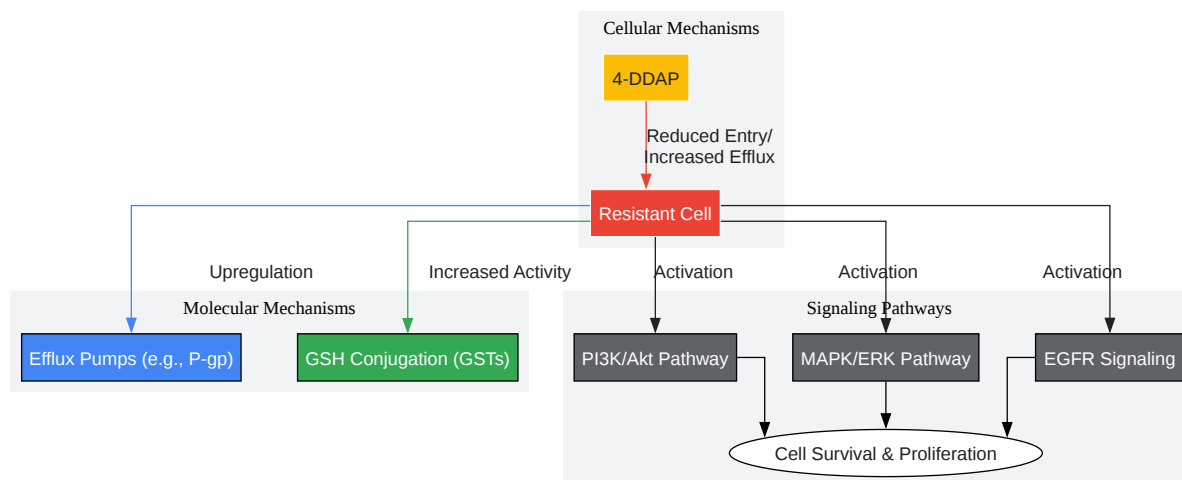 Cellular Mechanisms
4-DDAP
Reduced Entry/
Increased Efflux
Resistant Cell
Upregulation
Increased Activity
Activation
Activation
Activation
Molecular Mechanisms
Signaling Pathways
Efflux Pumps (e.g., P-gp)
GSH Conjugation (GSTs)
PI3K/Akt Pathway
MAPK/ERK Pathway
EGFR Signaling
Cell Survival & Proliferation